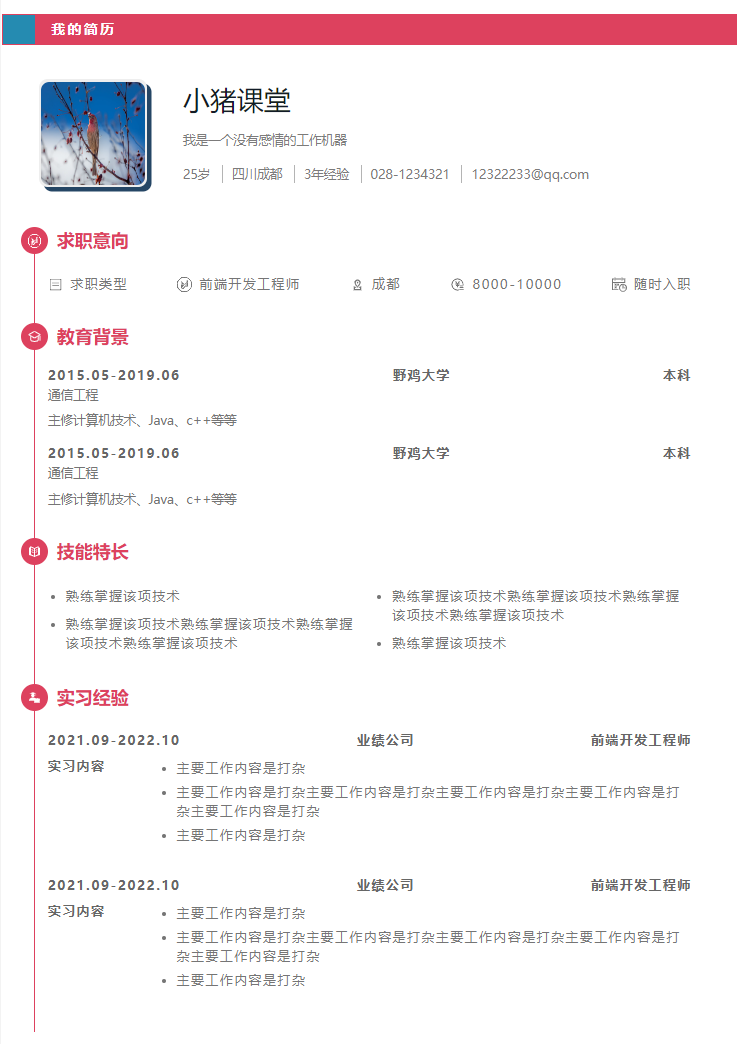 我的简历
小猪课堂
我是一个没有感情的工作机器
25岁 四川成都 3年经验 028-1234321 12322233@qq.com
求职意向
求职类型 前端开发工程师 成都 8000-10000 随时入职
教育背景
2015.05-2019.06 野鸡大学 本科
通信工程
主修计算机技术、Java、c++等等
2015.05-2019.06 野鸡大学 本科
通信工程
主修计算机技术、Java、c++等等
技能特长
• 熟练掌握该项技术
• 熟练掌握该项技术熟练掌握该项技术熟练掌握
该项技术熟练掌握该项技术
• 熟练掌握该项技术熟练掌握该项技术熟练掌握
该项技术熟练掌握该项技术
• 熟练掌握该项技术
实习经验
2021.09-2022.10 业绩公司 前端开发工程师
实习内容
• 主要工作内容是打杂
• 主要工作内容是打杂主要工作内容是打杂主要工作内容是打杂主要工作内容是打
杂主要工作内容是打杂
• 主要工作内容是打杂
2021.09-2022.10 业绩公司 前端开发工程师
实习内容
• 主要工作内容是打杂
• 主要工作内容是打杂主要工作内容是打杂主要工作内容是打杂主要工作内容是打
杂主要工作内容是打杂
• 主要工作内容是打杂